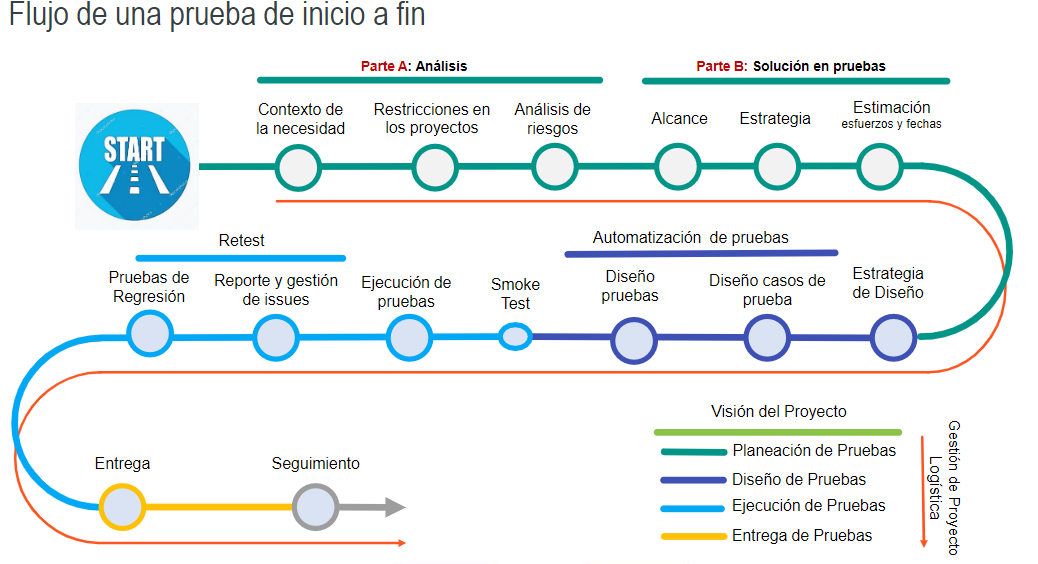 Flujo de una prueba de inicio a fin
Parte A: Análisis
Parte B: Solución en pruebas
START
Contexto de
la necesidad
Restricciones en
los proyectos
Análisis de
riesgos
Alcance
Estrategia
Estimación
esfuerzos y fechas
Retest
Automatización de pruebas
Pruebas de
Regresión
Reporte y gestión
de issues
Ejecución de
pruebas
Smoke
Test
Diseño
pruebas
Diseño casos de
prueba
Estrategia
de Diseño
Entrega
Seguimiento
Visión del Proyecto
Planeación de Pruebas
Diseño de Pruebas
Ejecución de Pruebas
Entrega de Pruebas
Gestión de Proyecto
Logística